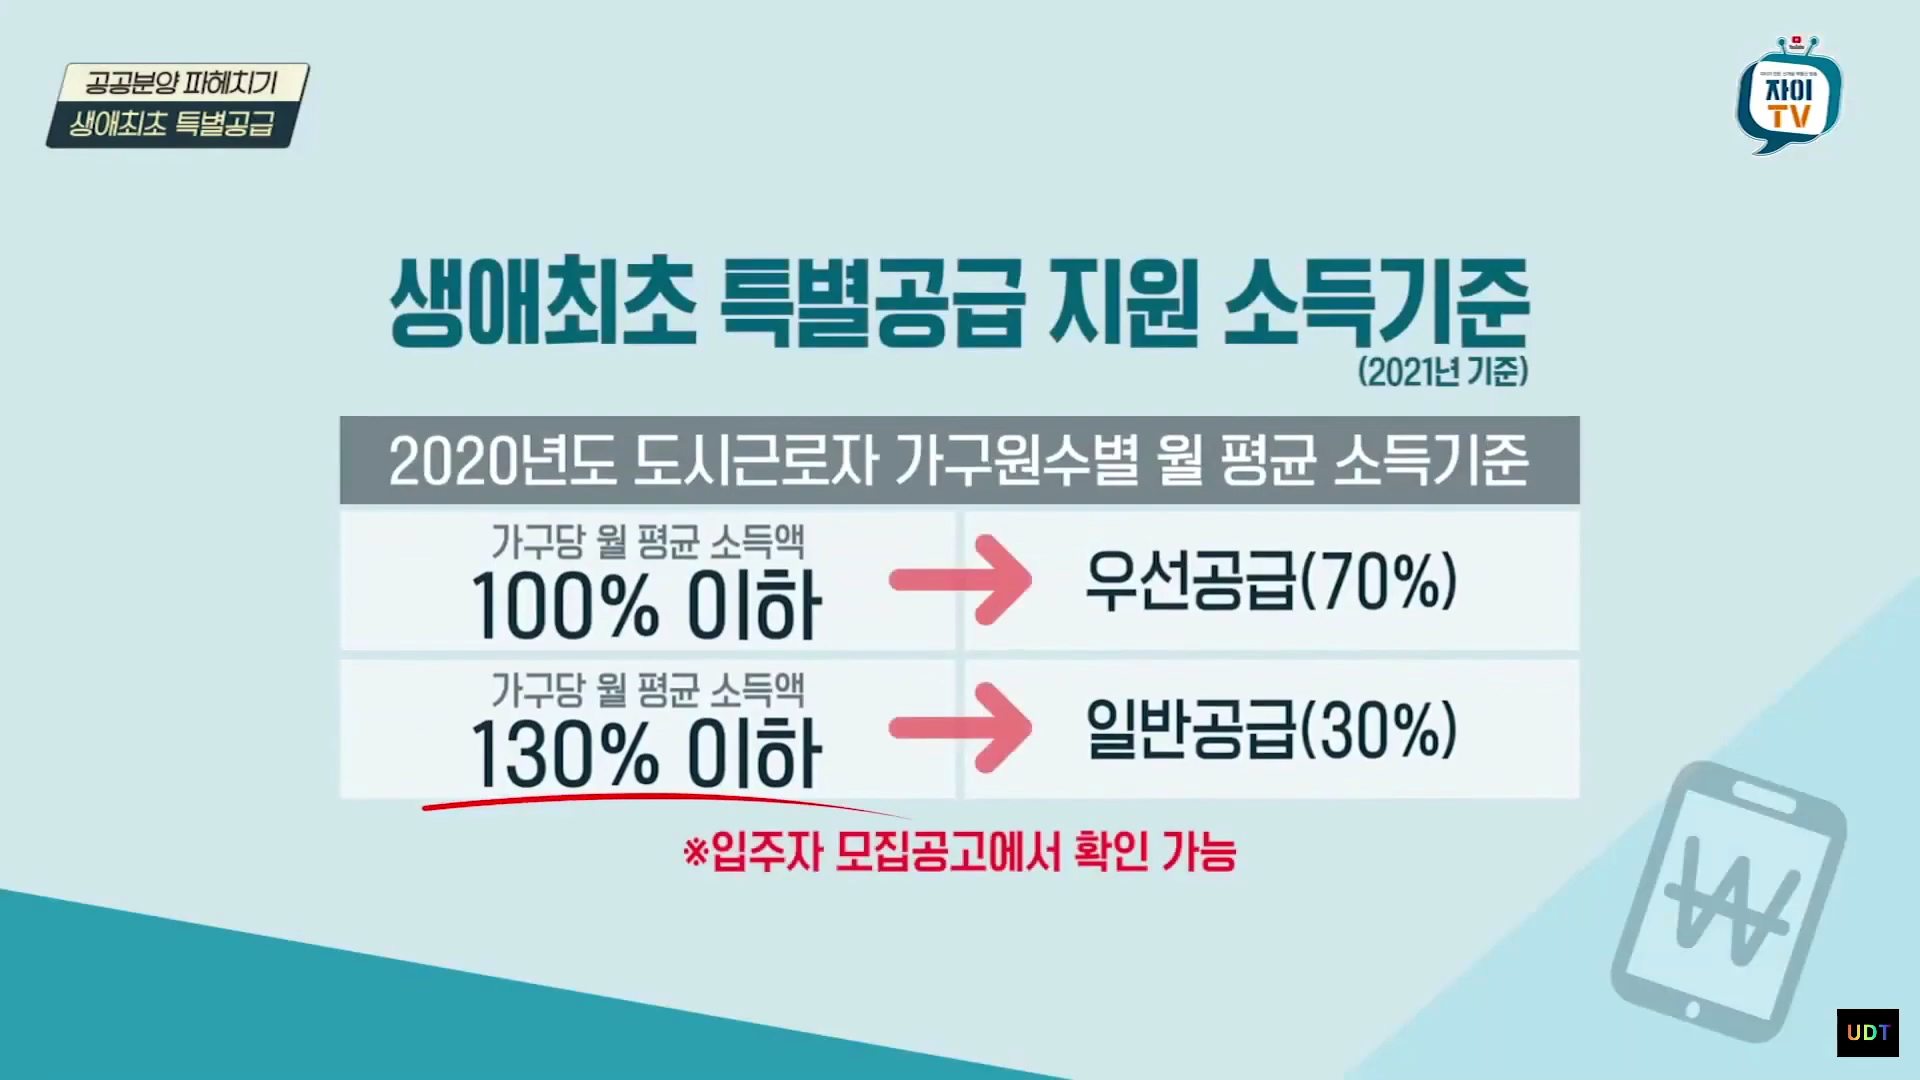 공공분양 파헤치기
생애최초 특별공급
자이
TV
생애최초 특별공급 지원 소득기준
(2021년 기준)
2020년도 도시근로자 가구원수별 월 평균 소득기준
가구당 월 평균 소득액
100% 이하
우선공급(70%)
가구당 월 평균 소득액
130% 이하
일반공급(30%)
※입주자 모집공고에서 확인 가능
UDT